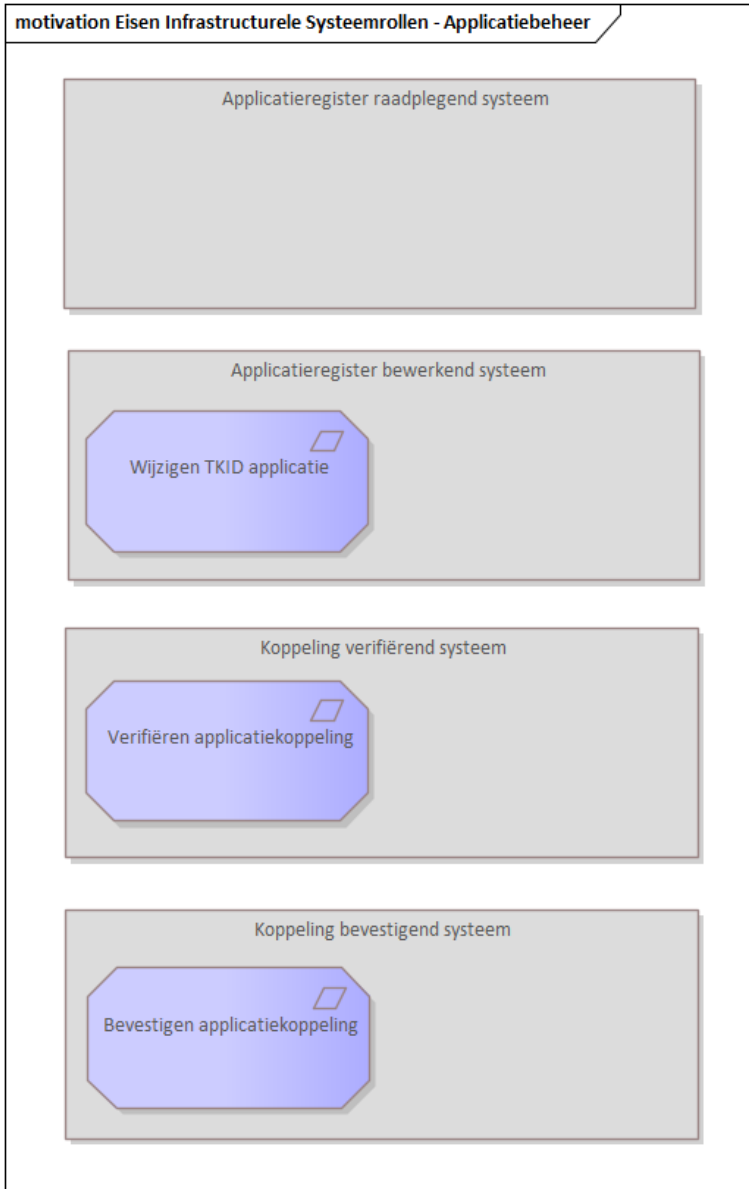 motivation Eisen Infrastructurele Systeemrollen - Applicatiebeheer
Applicatieregister raadplegend systeem
Applicatieregister bewerkend systeem
Wijzigen TKID applicatie
Koppeling verifiërend systeem
Verifiëren applicatiekoppeling
Koppeling bevestigend systeem
Bevestigen applicatiekoppeling